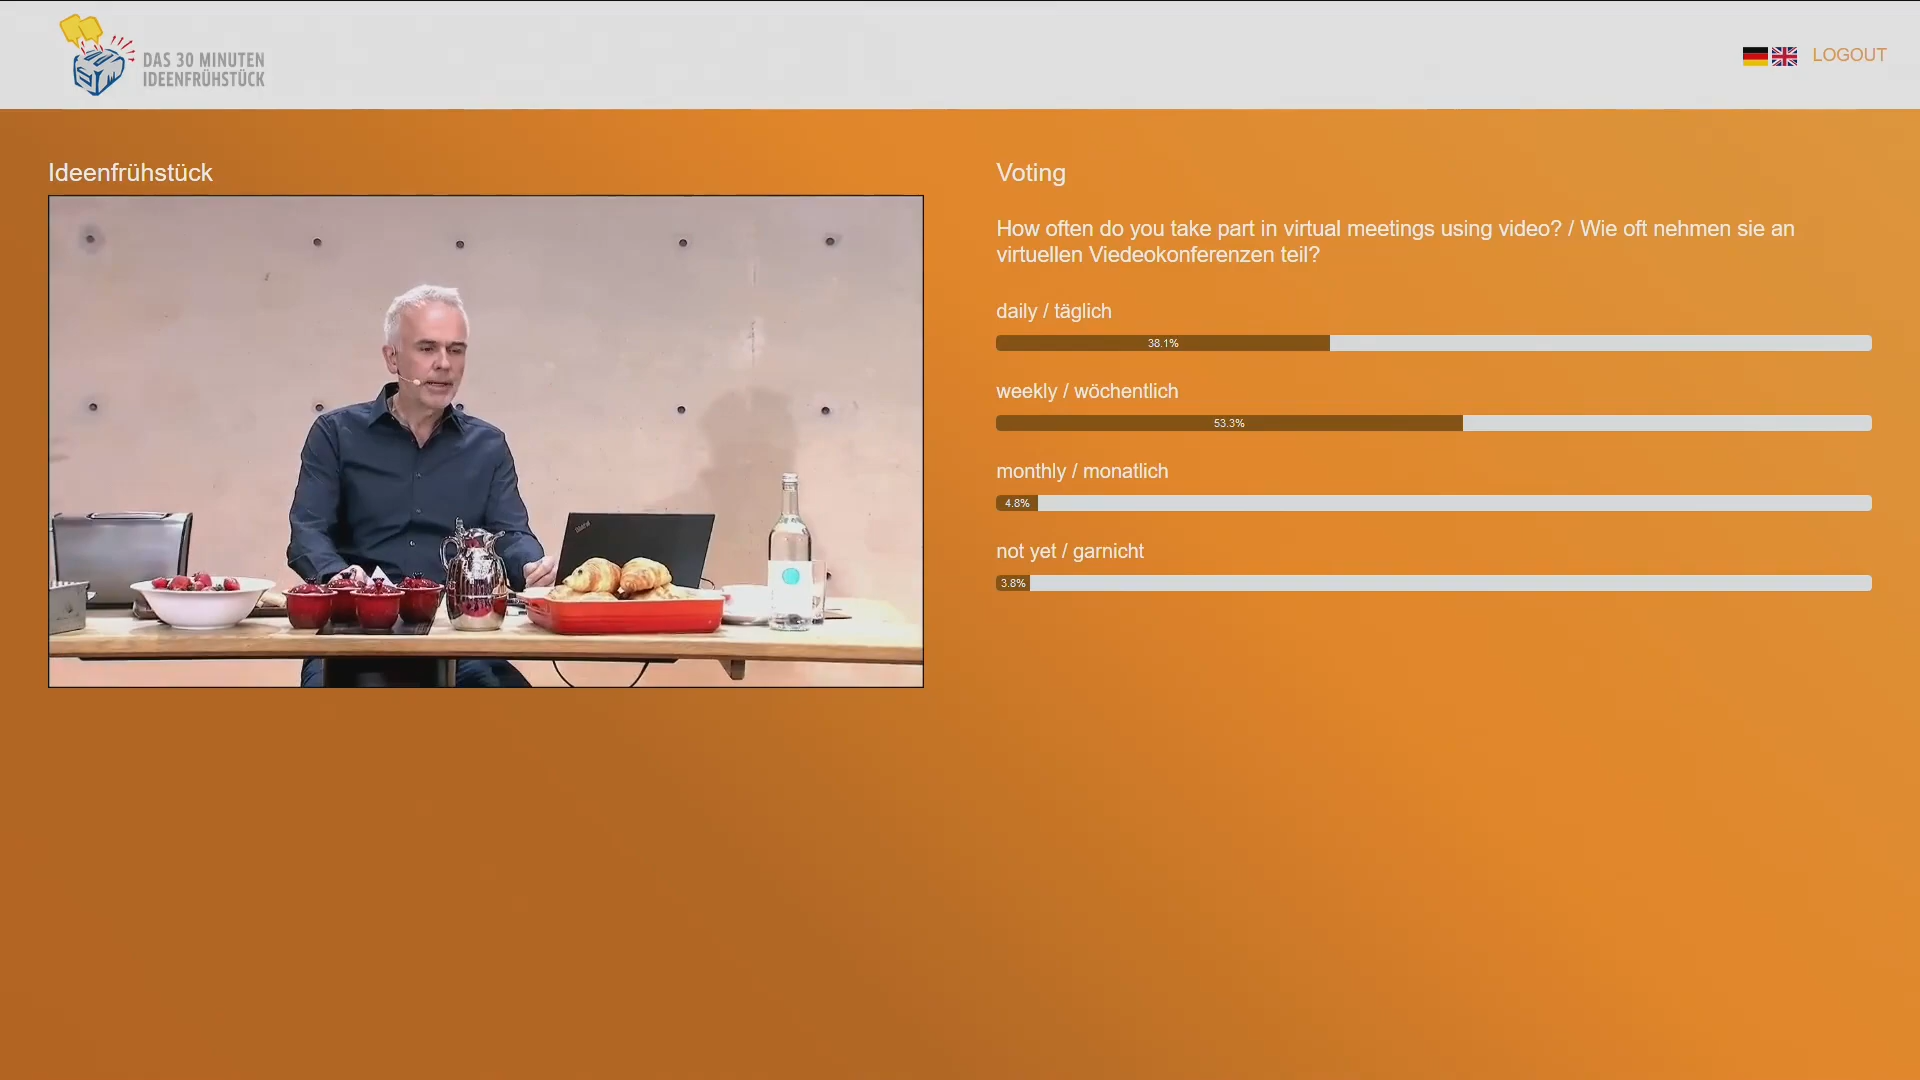 DAS 30 MINUTEN
IDEENFRÜHSTÜCK
LOGOUT
Ideenfrühstück
Voting
How often do you take part in virtual meetings using video? / Wie oft nehmen sie an
virtuellen Viedeokonferenzen teil?
daily / täglich
38.1%
weekly / wöchentlich
53.3%
monthly / monatlich
4.8%
not yet / garnicht
3.8%